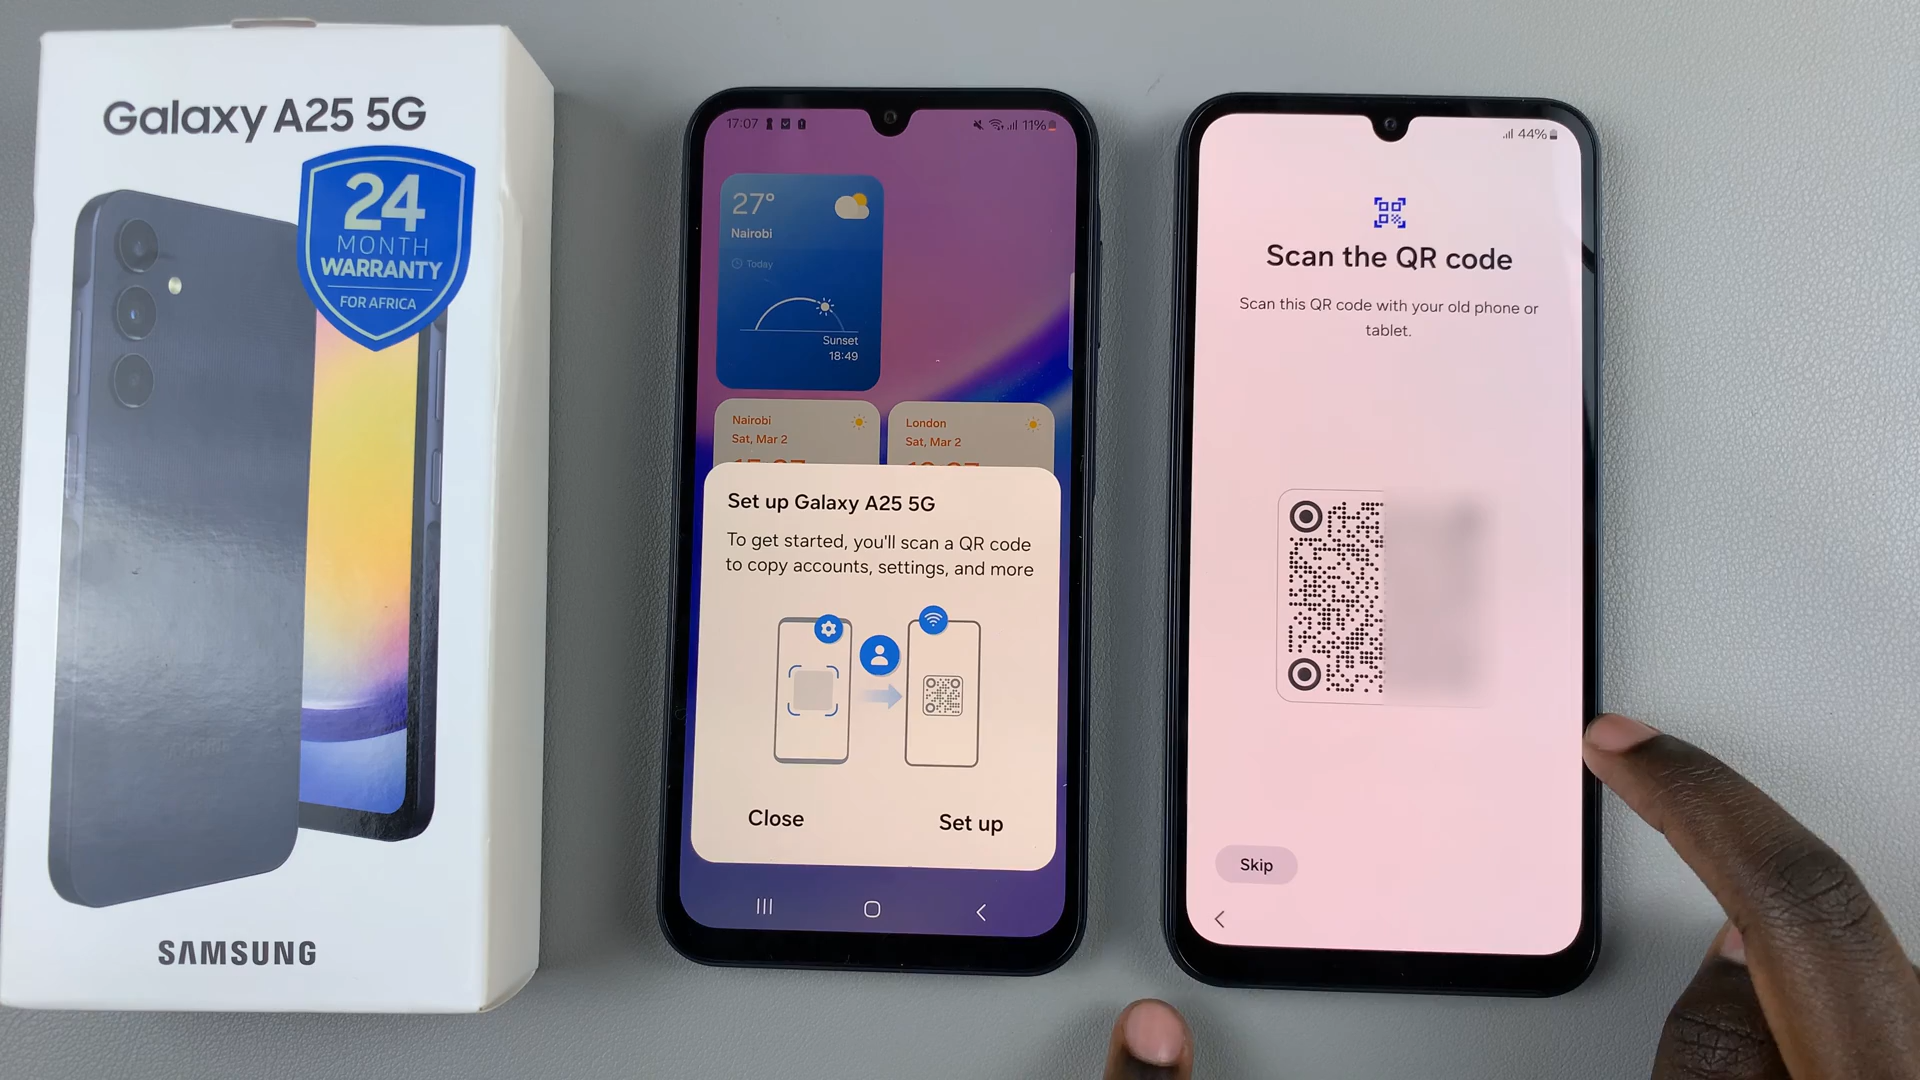 Galaxy A25 5G
24
MONTH
WARRANTY
FOR AFRICA
SAMSUNG
17:07
11%
27°
Nairobi
Today
Sunset
18:49
Nairobi
Sat, Mar 2
London
Sat, Mar 2
Set up Galaxy A25 5G
To get started, you'll scan a QR code
to copy accounts, settings, and more
Close
Set up
44%
Scan the QR code
Scan this QR code with your old phone or
tablet.
Skip